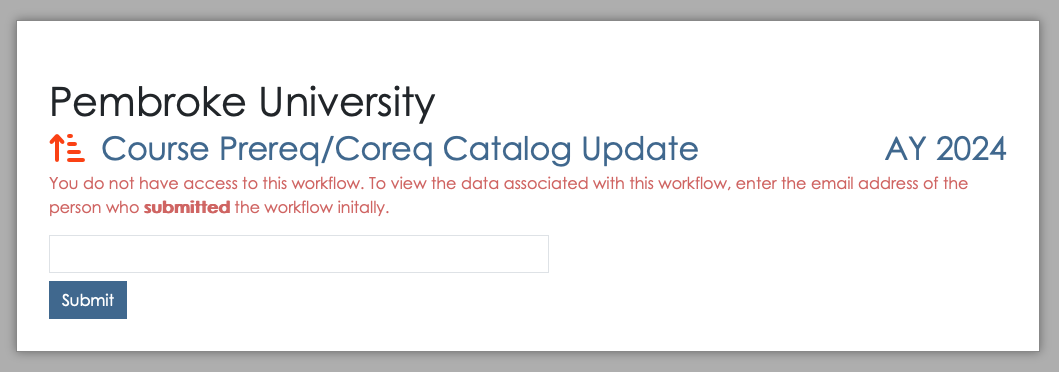 Pembroke University
Course Prereq/Coreq Catalog Update AY 2024
You do not have access to this workflow. To view the data associated with this workflow, enter the email address of the
person who submitted the workflow initally.
Submit